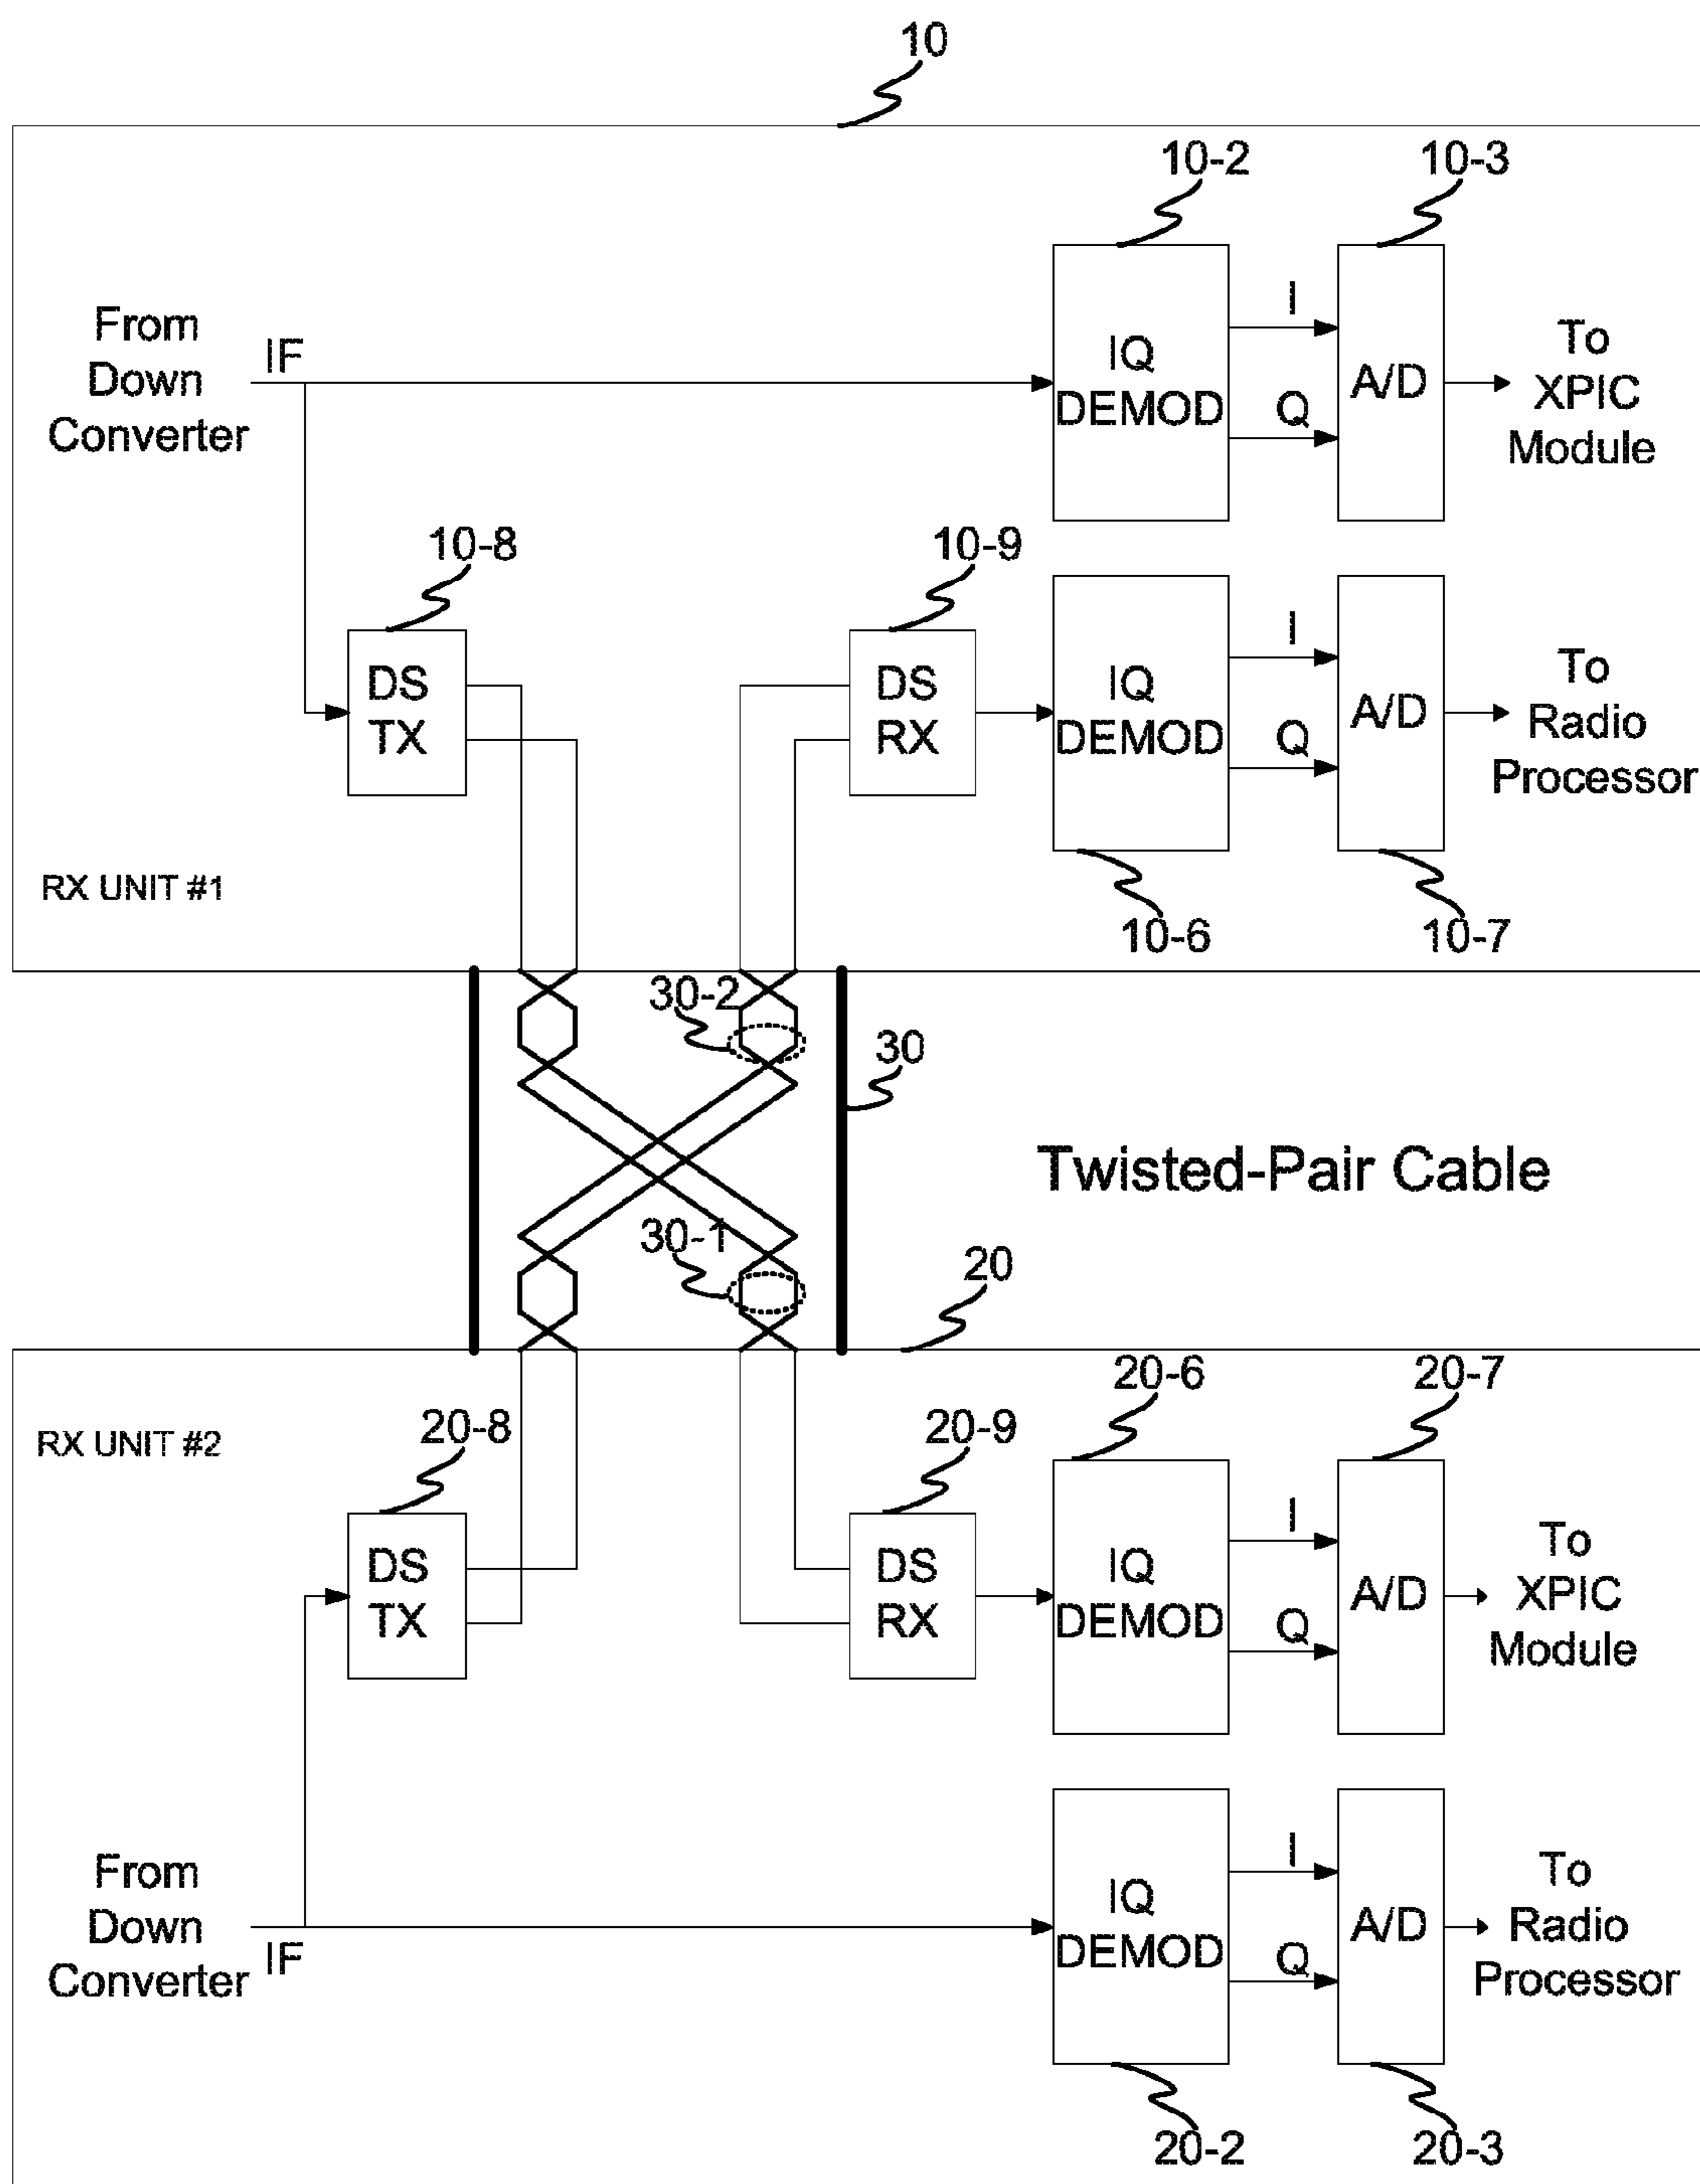 10
10-2
10-3
From
Down
Converter
IF
IQ
DEMOD
I
Q
A/D
To
XPIC
Module
10-8
10-9
DS
TX
DS
RX
IQ
DEMOD
I
Q
A/D
To
Radio
Processor
RX UNIT #1
10-6
10-7
30-2
30
Twisted-Pair Cable
30-1
20
RX UNIT #2
20-8
20-9
20-6
20-7
DS
TX
DS
RX
IQ
DEMOD
I
Q
A/D
To
XPIC
Module
From
Down
Converter
IF
IQ
DEMOD
I
Q
A/D
To
Radio
Processor
20-2
20-3